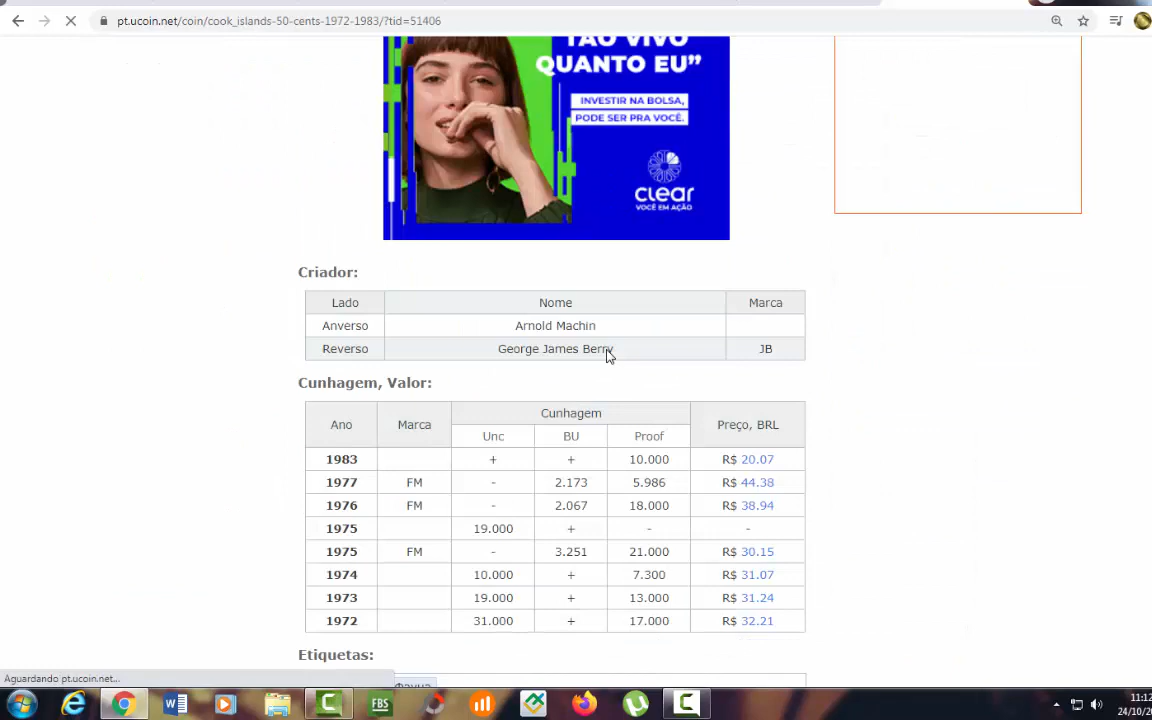 pt.ucoin.net/coin/cook_islands-50-cents-1972-1983/?tid=51406
TÃO VIVO
QUANTO EU”
INVESTIR NA BOLSA,
PODE SER PRA VOCÊ.
clear
VOCÊ EM AÇÃO
Criador:
Lado Nome Marca
Anverso Arnold Machin
Reverso George James Berry JB
Cunhagem, Valor:
Ano Marca Cunhagem Preço, BRL
Unc BU Proof
1983 + + 10.000 R$ 20.07
1977 FM - 2.173 5.986 R$ 44.38
1976 FM - 2.067 18.000 R$ 38.94
1975 19.000 + - -
1975 FM - 3.251 21.000 R$ 30.15
1974 10.000 + 7.300 R$ 31.07
1973 19.000 + 13.000 R$ 31.24
1972 31.000 + 17.000 R$ 32.21
Etiquetas:
Aguardando pt.ucoin.net...
FBS
11:12
24/10/20